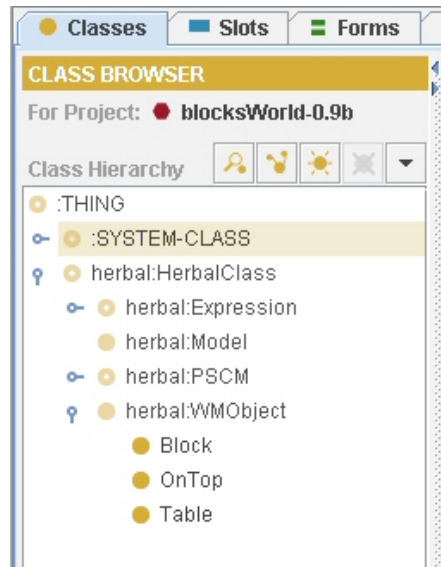 Classes Slots Forms
CLASS BROWSER
For Project: blocksWorld-0.9b
Class Hierarchy
:THING
:SYSTEM-CLASS
herbal:HerbalClass
herbal:Expression
herbal:Model
herbal:PSCM
herbal:WMObject
Block
OnTop
Table